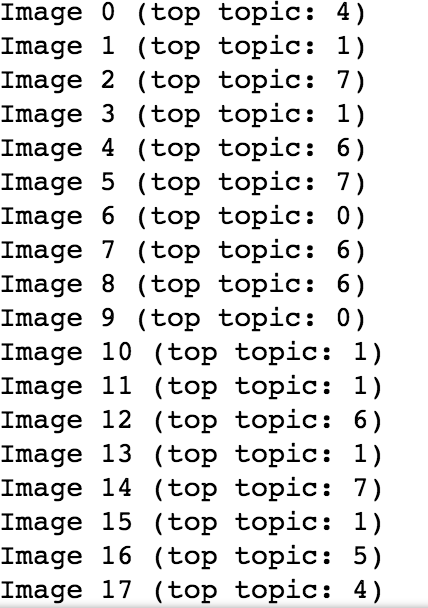 Image 0 (top topic: 4)
Image 1 (top topic: 1)
Image 2 (top topic: 7)
Image 3 (top topic: 1)
Image 4 (top topic: 6)
Image 5 (top topic: 7)
Image 6 (top topic: 0)
Image 7 (top topic: 6)
Image 8 (top topic: 6)
Image 9 (top topic: 0)
Image 10 (top topic: 1)
Image 11 (top topic: 1)
Image 12 (top topic: 6)
Image 13 (top topic: 1)
Image 14 (top topic: 7)
Image 15 (top topic: 1)
Image 16 (top topic: 5)
Image 17 (top topic: 4)